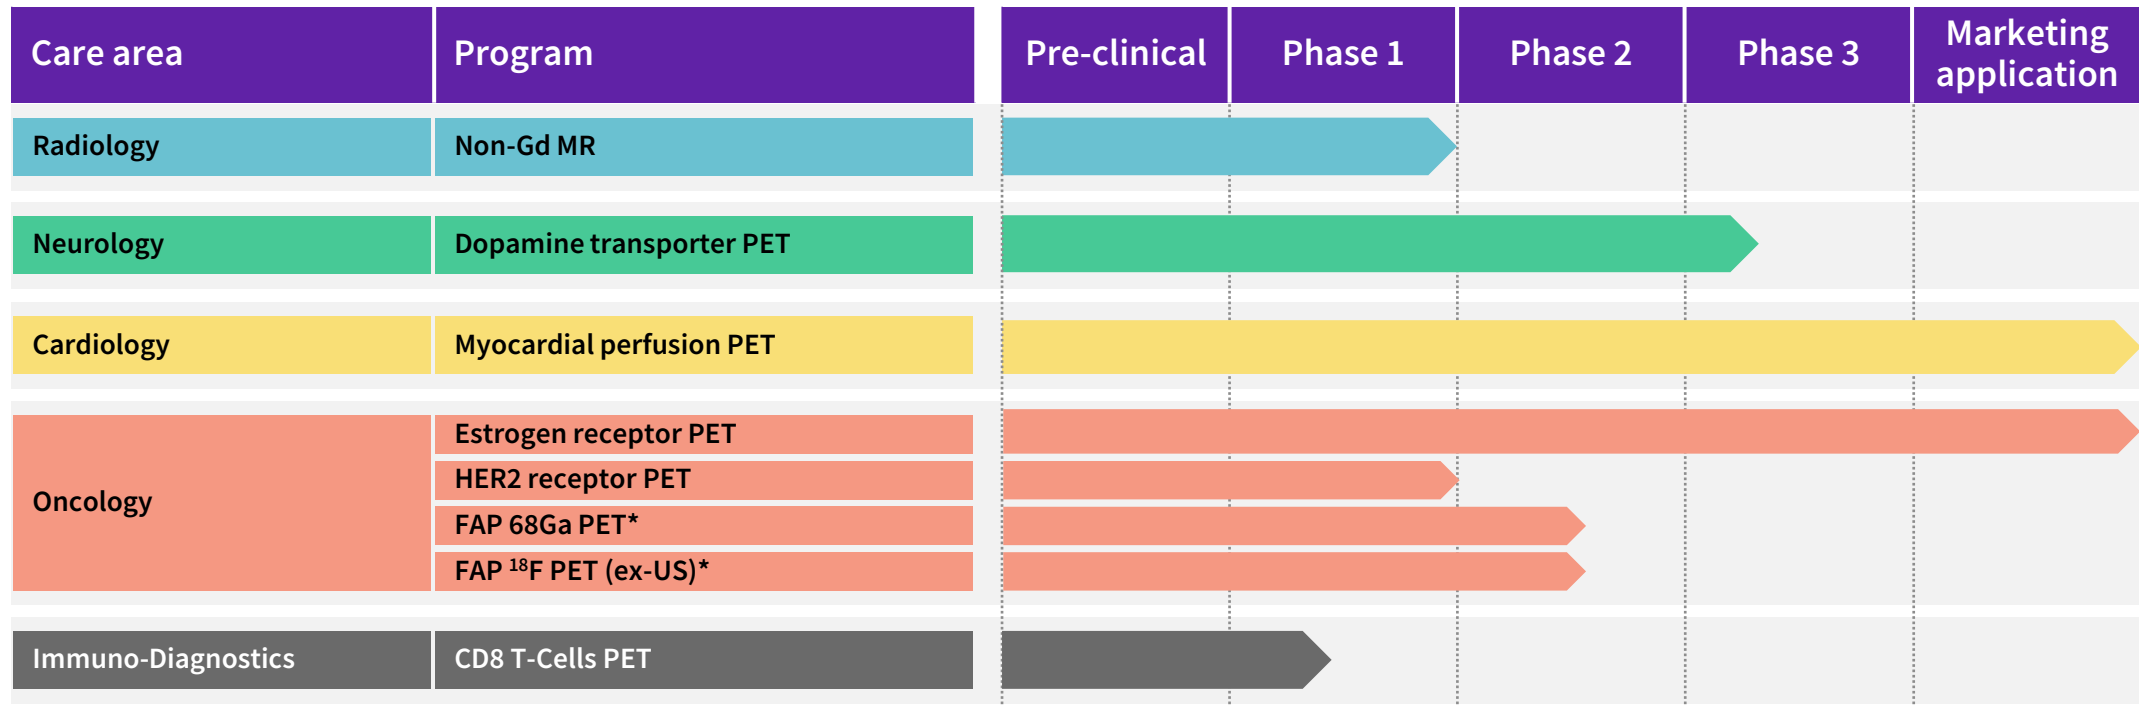 Care area
Program
Pre-clinical
Phase 1
Phase 2
Phase 3
Marketing
application
Radiology
Non-Gd MR
Neurology
Dopamine transporter PET
Cardiology
Myocardial perfusion PET
Oncology
Estrogen receptor PET
HER2 receptor PET
FAP 68Ga PET*
FAP ¹⁸F PET (ex-US)*
Immuno-Diagnostics
CD8 T-Cells PET